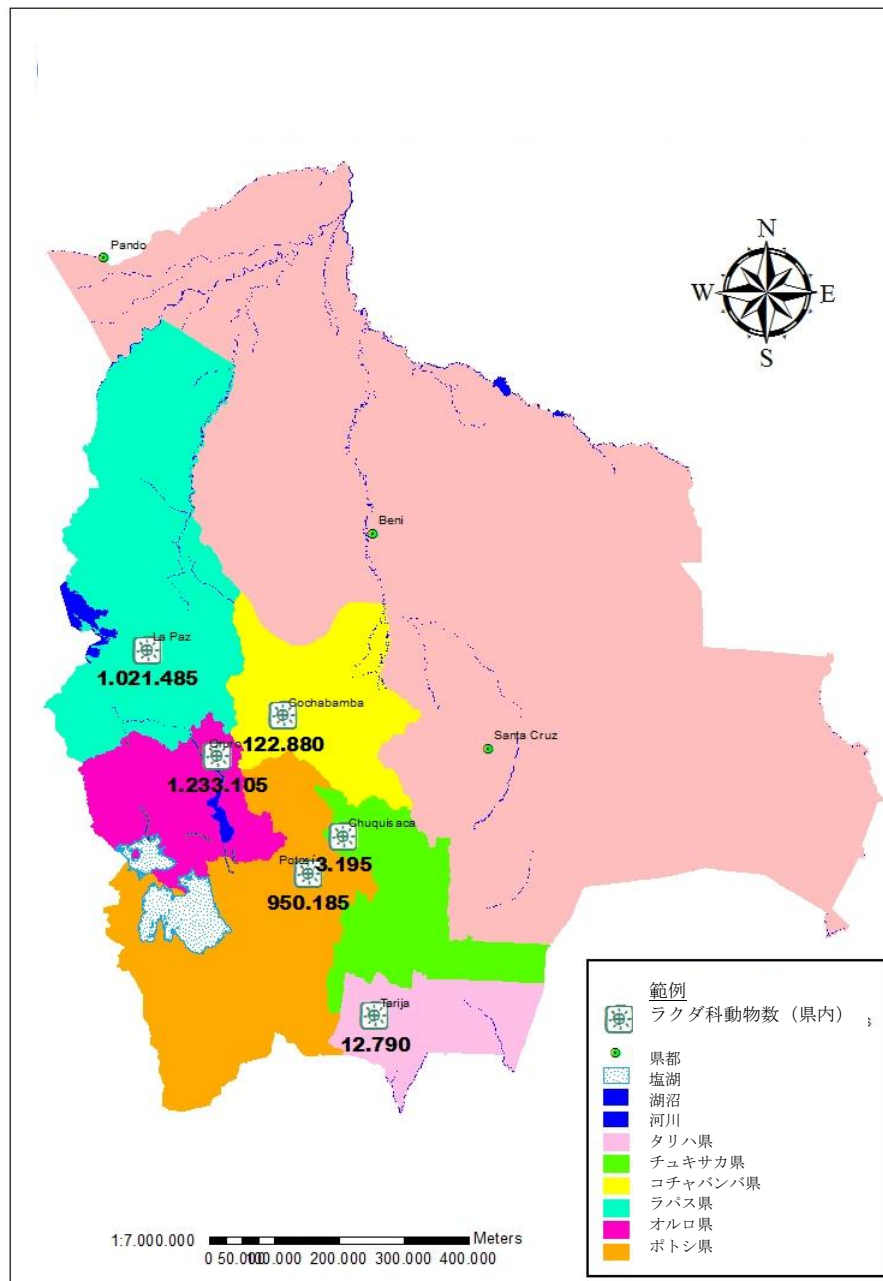 Pando
N
W
E
S
Beni
La Paz
1.021.485
Cochabamba
122.880
Oruro
1.233.105
Santa Cruz
Chuquisaca
3.195
Potosí
950.185
Tarija
12.790
範例
ラクダ科動物数（県内）
s
県都
塩湖
湖沼
河川
タリハ県
チュキサカ県
コチャバンバ県
ラパス県
オルロ県
ポトシ県
1:7.000.000
Meters
0 50.000 100.000 200.000 300.000 400.000